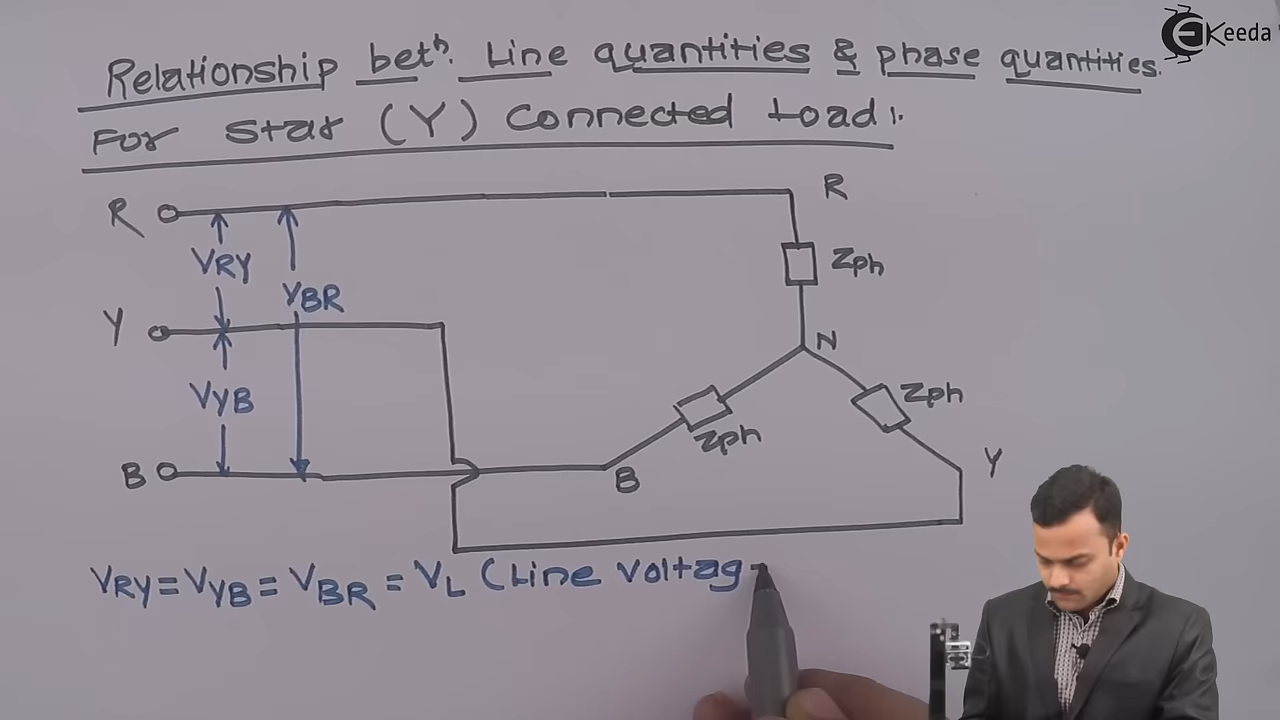 EKeeda
Relationship betⁿ. Line quantities & phase quantities.
For Star (Y) Connected Load:
R
R
VRY
Zph
VBR
Y
N
VYB
Zph
Zph
B
B
Y
VRY = VYB = VBR = VL (Line Voltag